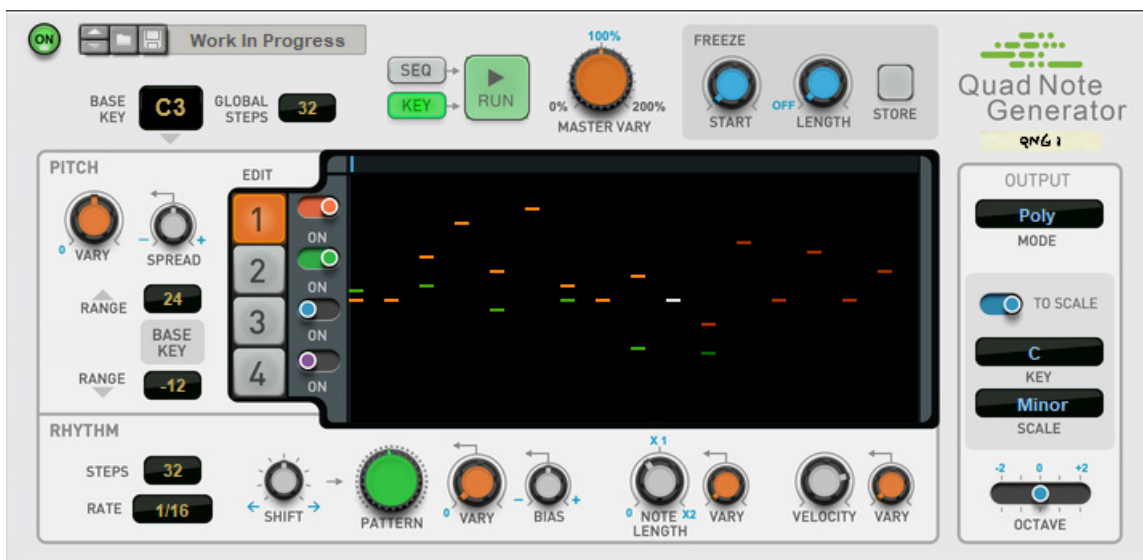 ON
Work In Progress
BASE KEY
C3
GLOBAL STEPS
32
SEQ
KEY
RUN
100%
0%
200%
MASTER VARY
FREEZE
START
OFF
LENGTH
STORE
Quad Note
Generator
QNG1
PITCH
0
VARY
-
+
SPREAD
RANGE
24
BASE
KEY
RANGE
-12
EDIT
1
ON
2
ON
3
ON
4
ON
OUTPUT
Poly
MODE
TO SCALE
C
KEY
Minor
SCALE
-2
0
+2
OCTAVE
RHYTHM
STEPS
32
RATE
1/16
SHIFT
PATTERN
0
VARY
-
+
BIAS
X 1
0
X2
NOTE
LENGTH
VARY
VELOCITY
VARY